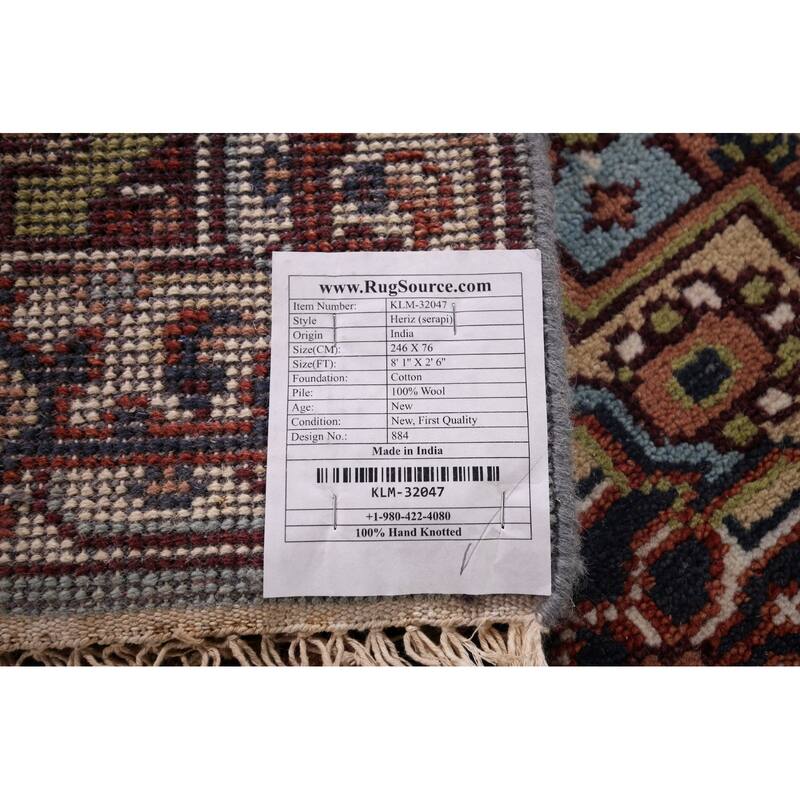 www.RugSource.com
Item Number: KLM-32047
Style Heriz (serapi)
Origin India
Size(CM): 246 X 76
Size(FT): 8' 1" X 2' 6"
Foundation: Cotton
Pile: 100% Wool
Age: New
Condition: New, First Quality
Design No.: 884
Made in India
KLM-32047
+1-980-422-4080
100% Hand Knotted